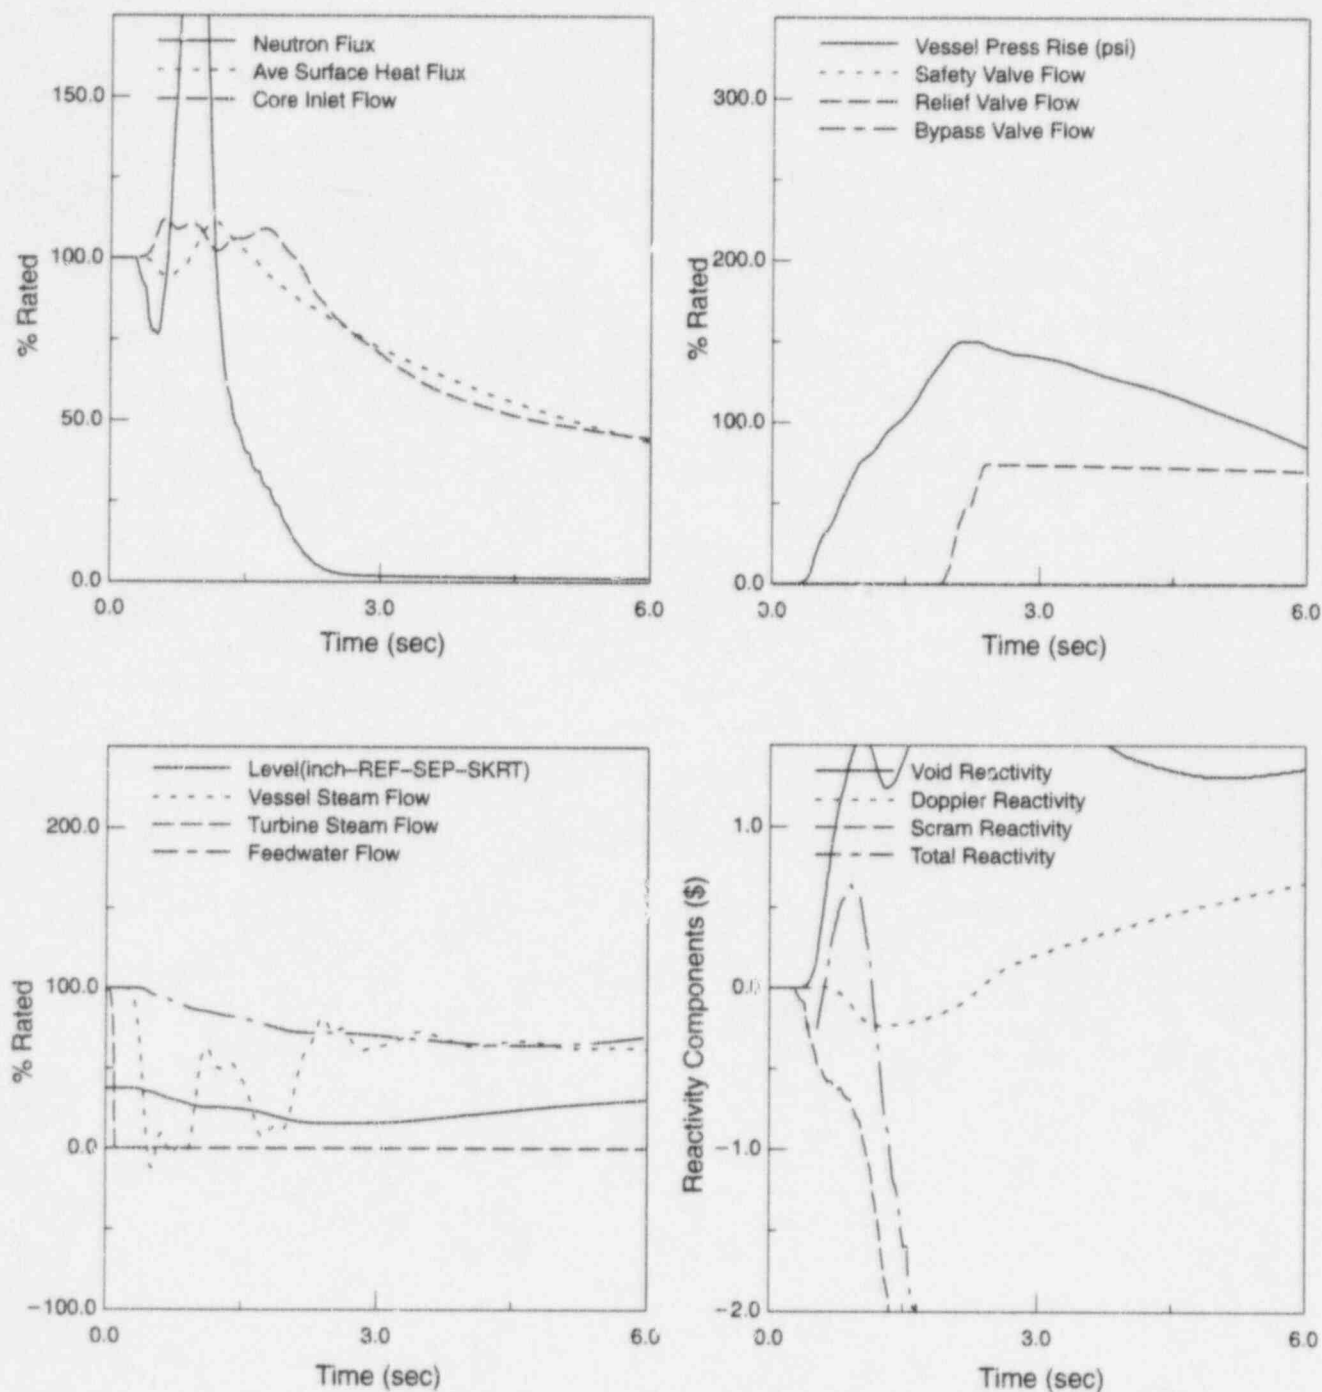 Neutron Flux
Ave Surface Heat Flux
Core Inlet Flow
150.0
100.0
50.0
0.0
% Rated
0.0 3.0 6.0
Time (sec)
Vessel Press Rise (psi)
Safety Valve Flow
Relief Valve Flow
Bypass Valve Flow
300.0
200.0
100.0
0.0
% Rated
0.0 3.0 6.0
Time (sec)
Level(inch-REF-SEP-SKRT)
Vessel Steam Flow
Turbine Steam Flow
Feedwater Flow
200.0
100.0
0.0
-100.0
% Rated
0.0 3.0 6.0
Time (sec)
Void Reactivity
Doppler Reactivity
Scram Reactivity
Total Reactivity
1.0
0.0
-1.0
-2.0
Reactivity Components ($)
0.0 3.0 6.0
Time (sec)